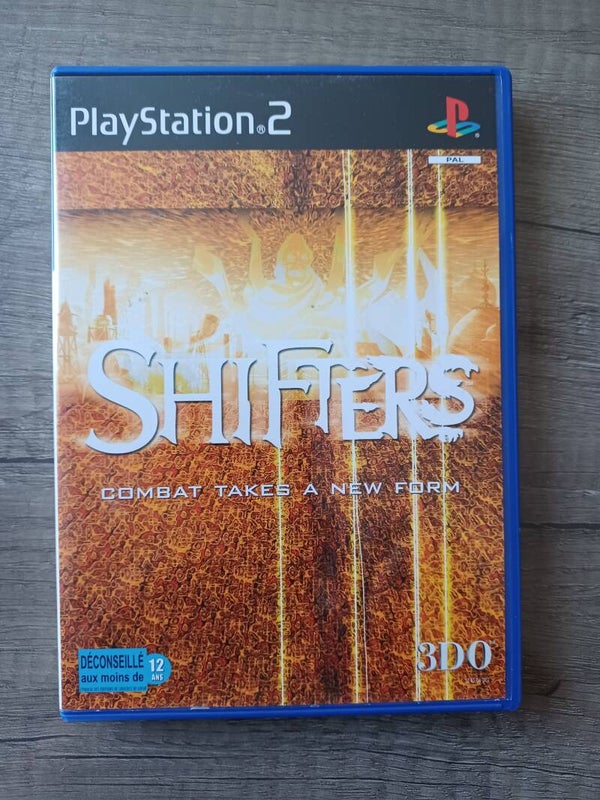 PlayStation®2
PAL
SHIFTERS
COMBAT TAKES A NEW FORM
DÉCONSEILLÉ
aux moins de
12
ANS
3DO